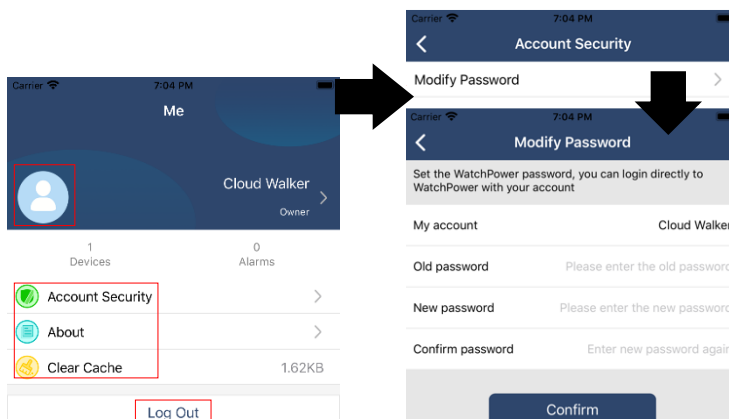 Carrier 7:04 PM
Me
Cloud Walker
Owner
1 0
Devices Alarms
Account Security
About
Clear Cache 1.62KB
Log Out
Carrier 7:04 PM
Account Security
Modify Password
Carrier 7:04 PM
Modify Password
Set the WatchPower password, you can login directly to
WatchPower with your account
My account Cloud Walker
Old password Please enter the old password
New password Please enter the new password
Confirm password Enter new password again
Confirm